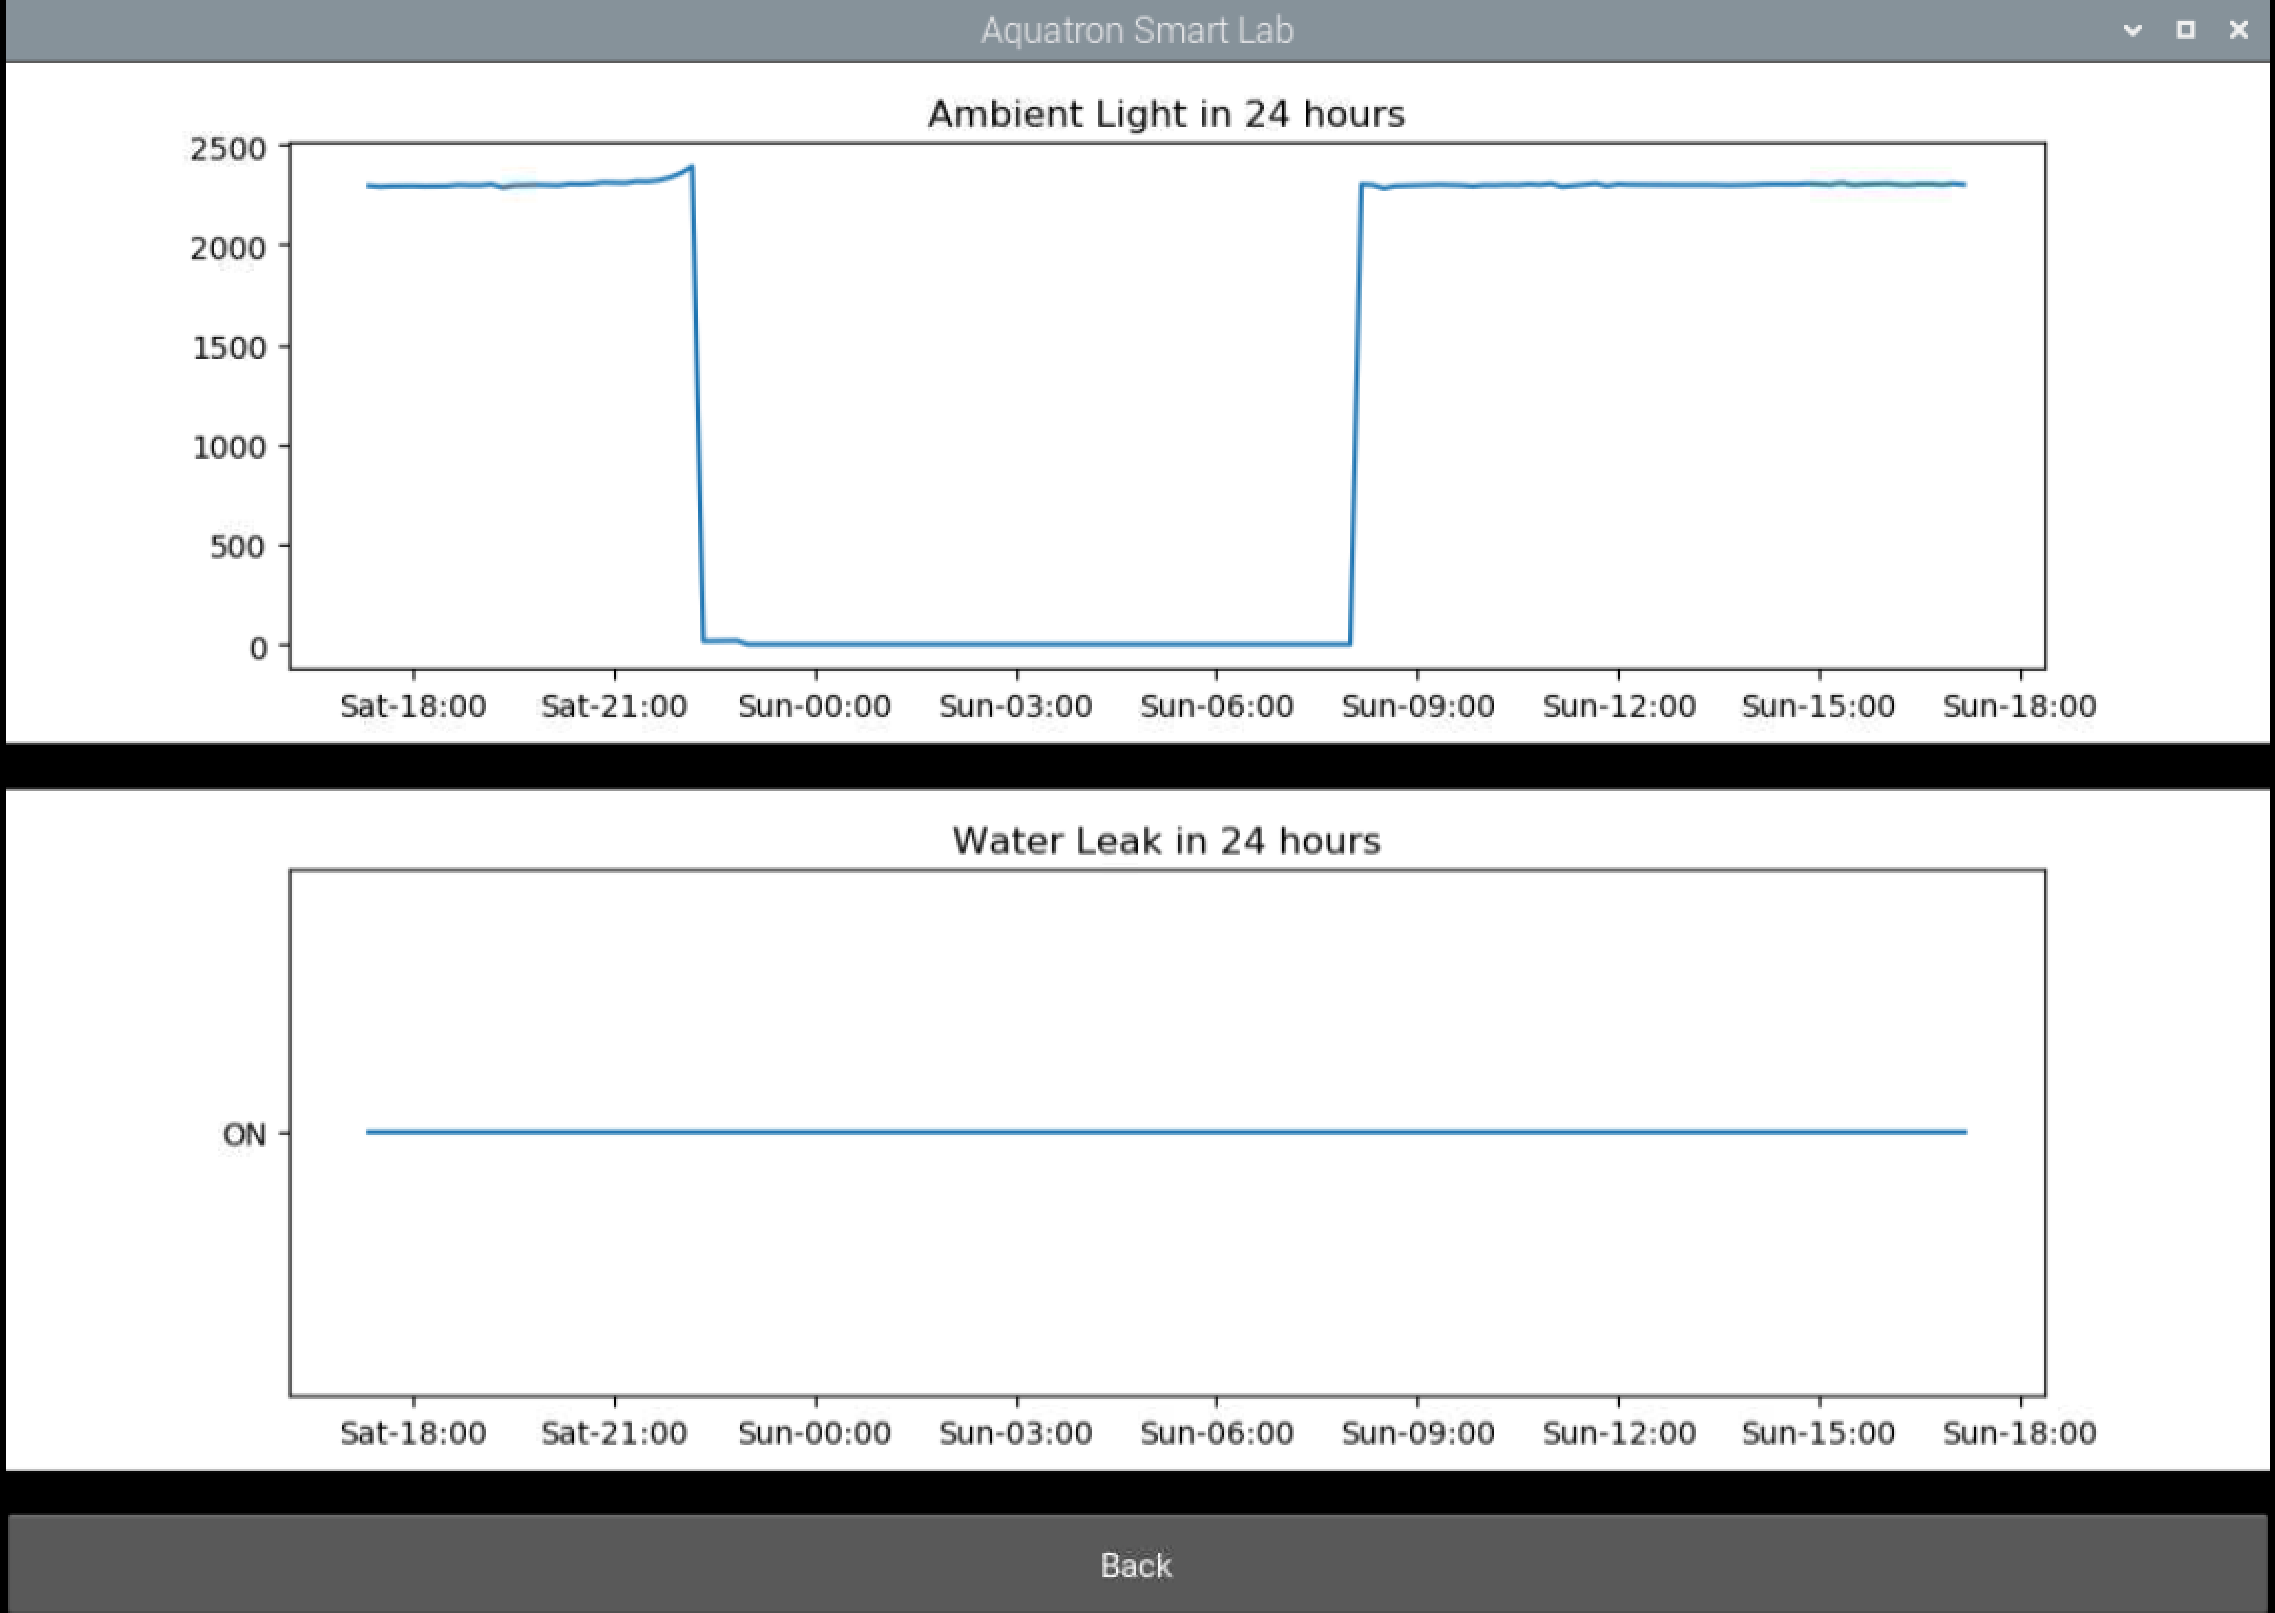 Aquatron Smart Lab
Ambient Light in 24 hours
2500
2000
1500
1000
500
0
Sat-18:00 Sat-21:00 Sun-00:00 Sun-03:00 Sun-06:00 Sun-09:00 Sun-12:00 Sun-15:00 Sun-18:00
Water Leak in 24 hours
ON
Sat-18:00 Sat-21:00 Sun-00:00 Sun-03:00 Sun-06:00 Sun-09:00 Sun-12:00 Sun-15:00 Sun-18:00
Back